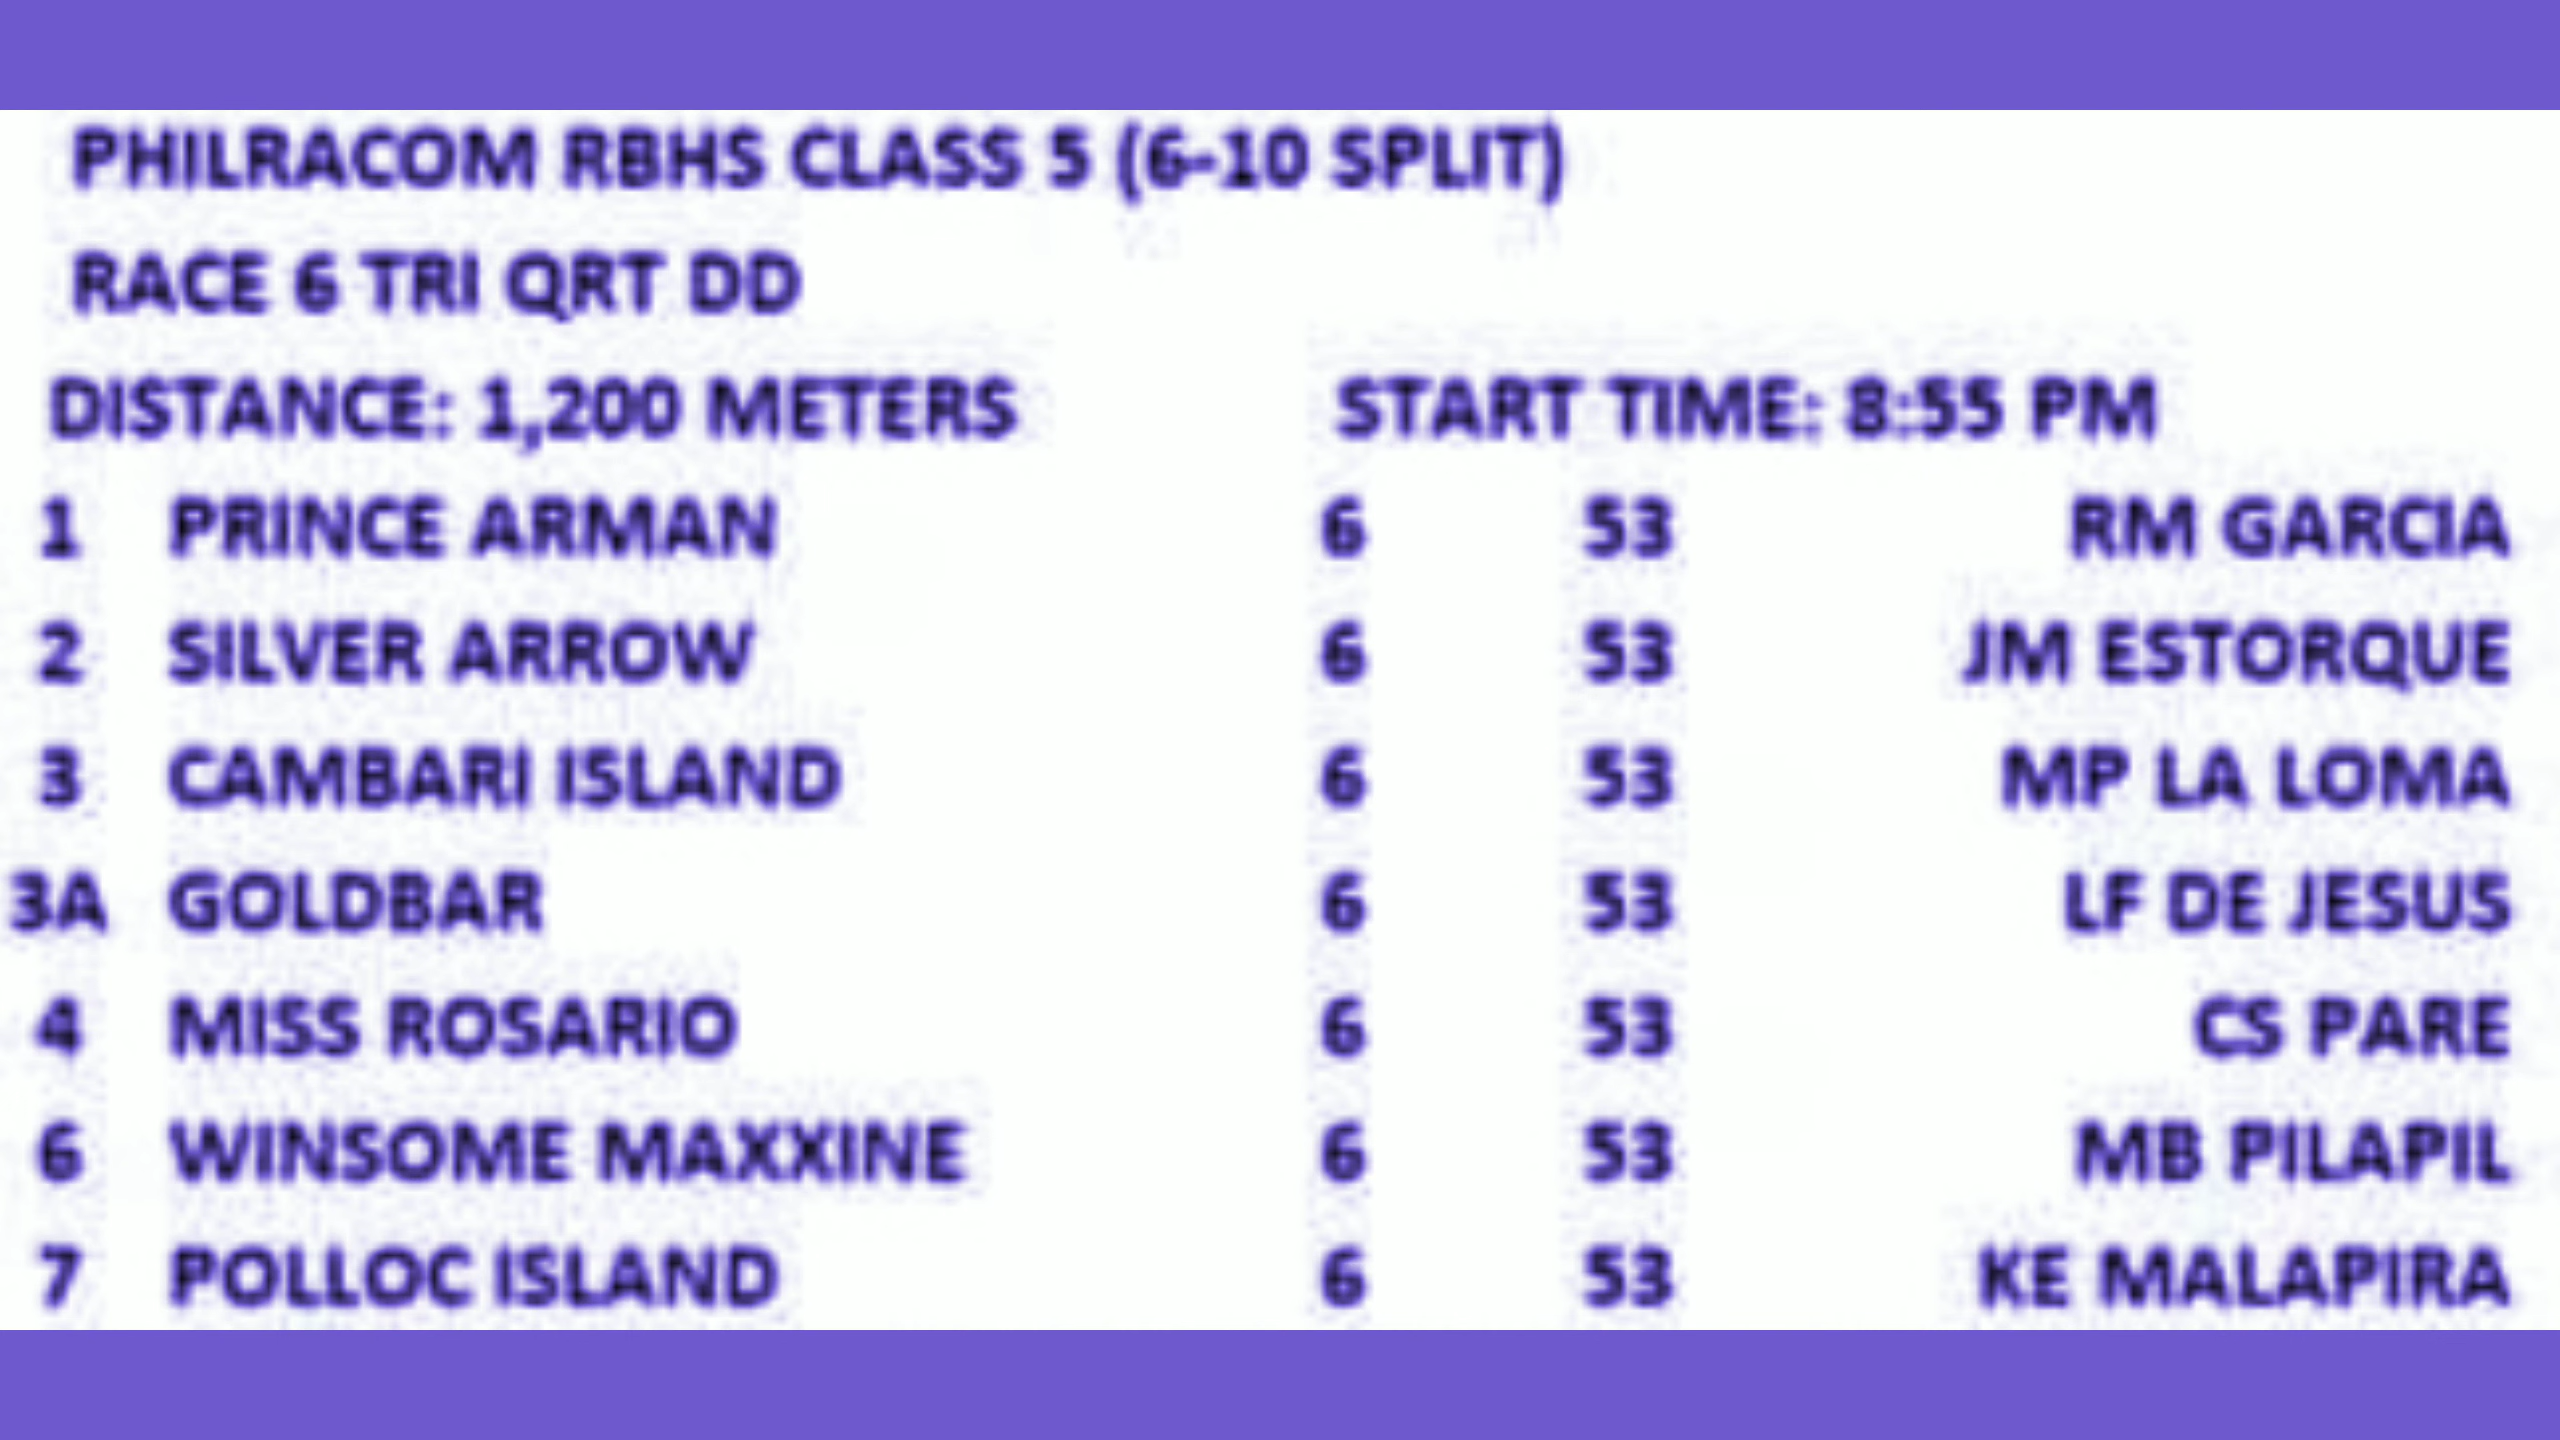 PHILRACOM RBHS CLASS 5 (6-10 SPLIT)
RACE 6 TRI QRT DD
DISTANCE: 1,200 METERS START TIME: 8:55 PM
1 PRINCE ARMAN 6 53 RM GARCIA
2 SILVER ARROW 6 53 JM ESTORQUE
3 CAMBARI ISLAND 6 53 MP LA LOMA
3A GOLDBAR 6 53 LF DE JESUS
4 MISS ROSARIO 6 53 CS PARE
6 WINSOME MAXXINE 6 53 MB PILAPIL
7 POLLOC ISLAND 6 53 KE MALAPIRA